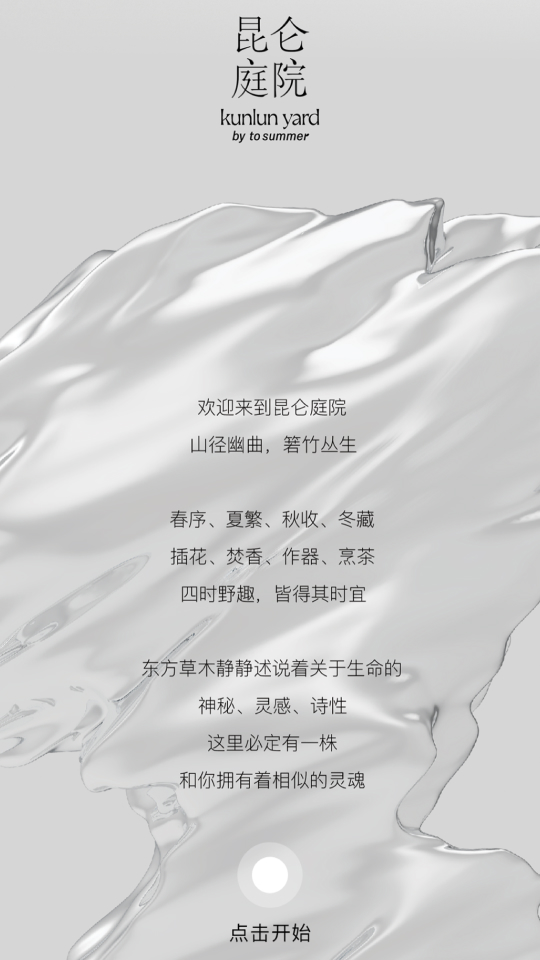 昆仑
庭院
kunlun yard
by to summer
欢迎来到昆仑庭院
山径幽曲，箬竹丛生
春序、夏繁、秋收、冬藏
插花、焚香、作器、烹茶
四时野趣，皆得其时宜
东方草木静静述说着关于生命的
神秘、灵感、诗性
这里必定有一株
和你拥有着相似的灵魂
点击开始